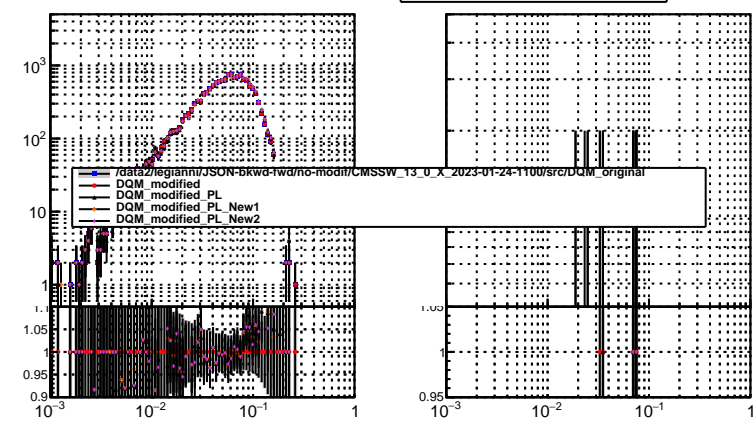 10³
10²
/data2/legianni/JSON-bkwd-fwd/no-modif/CMSSW_13_0_X_2023-01-24-1100/src/DQM_original
DQM_modified
DQM_modified_PL
DQM_modified_PL_New1
DQM_modified_PL_New2
10
1
1.1
1.05
1.05
1
1
0.95
0.9
0.95
10⁻³ 10⁻² 10⁻¹ 1
10⁻³ 10⁻² 10⁻¹ 1